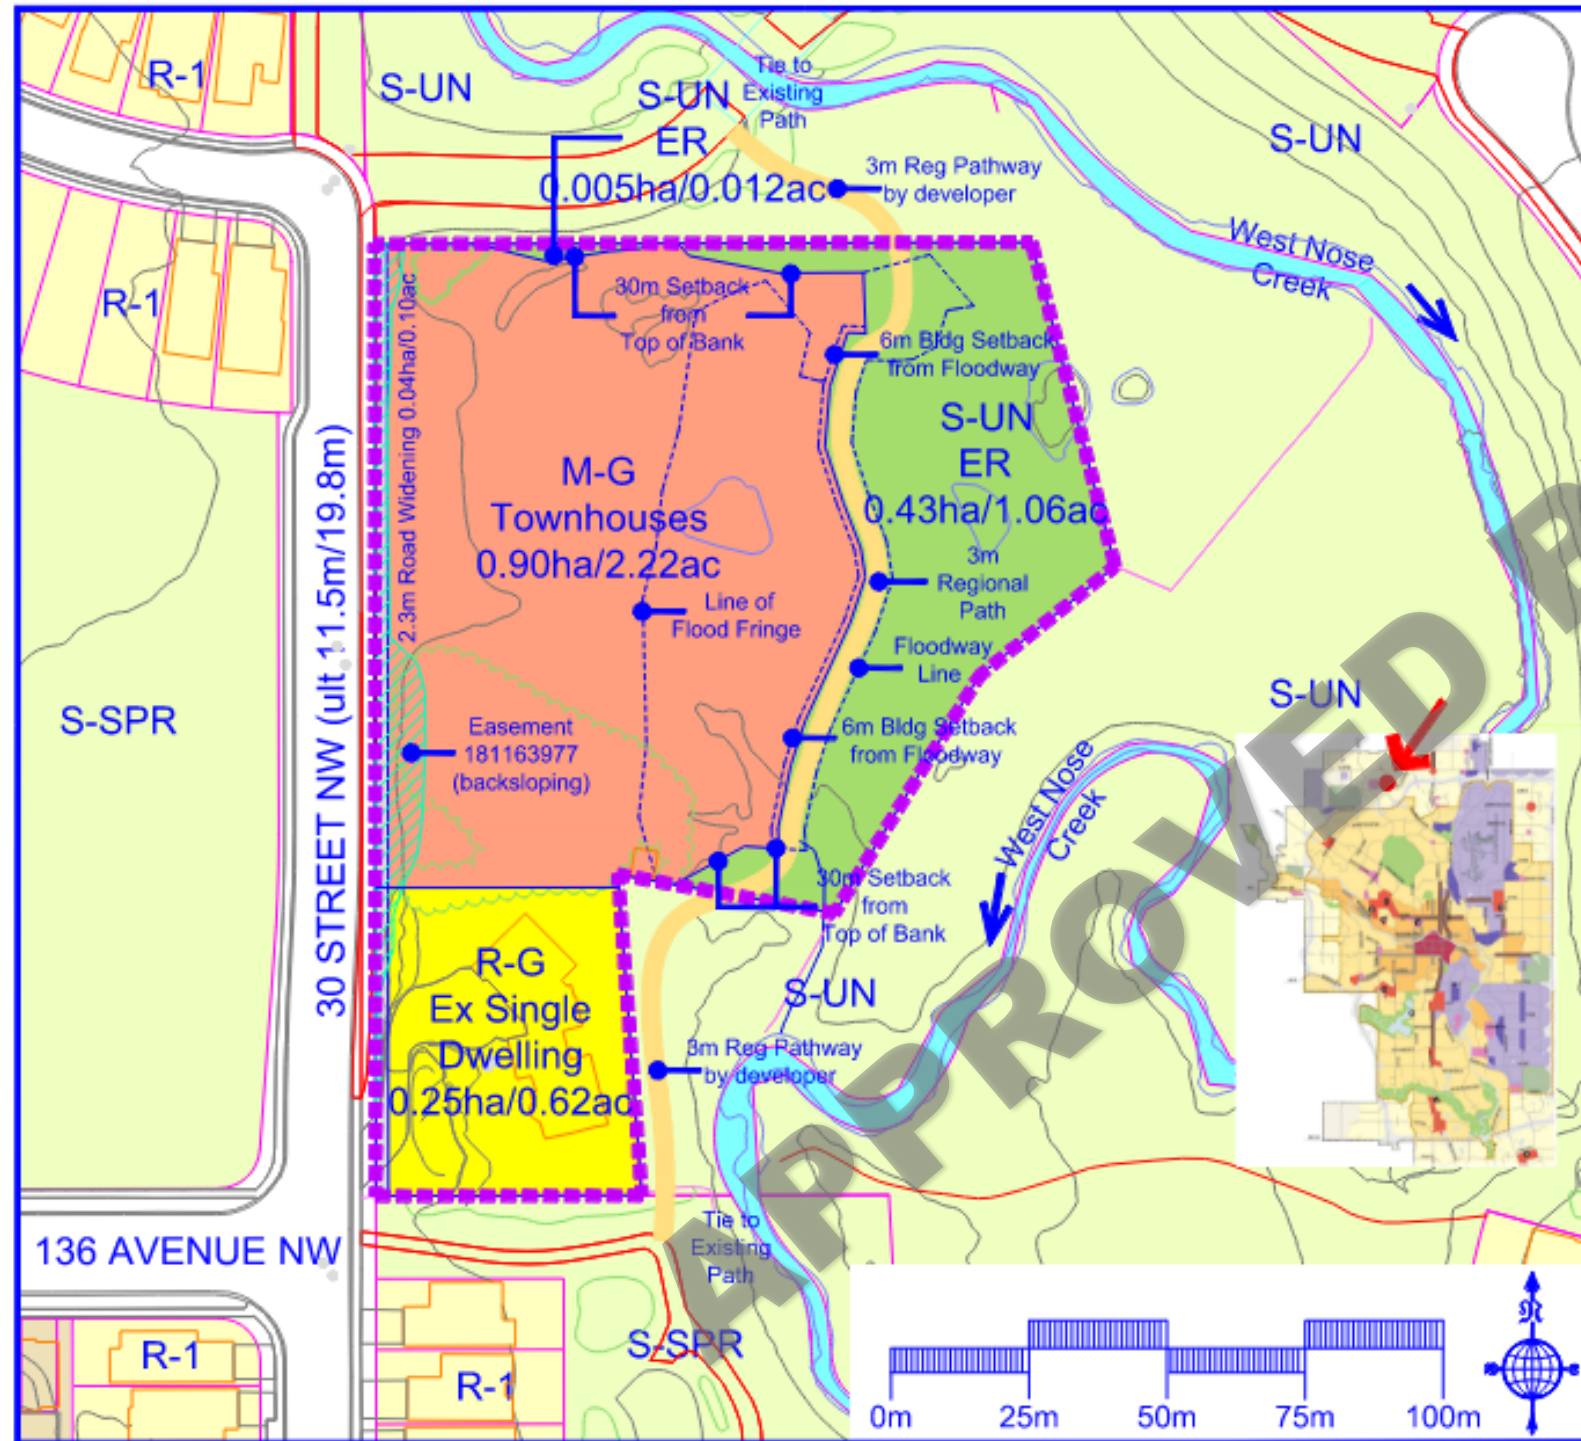 R-1
S-UN
S-UN
ER
0.005ha/0.012ac
Tie to
Existing
Path
3m Reg Pathway
by developer
S-UN
West Nose
Creek
R-1
2.3m Road Widening 0.04ha/0.10ac
30m Setback
from
Top of Bank
6m Bldg Setback
from Floodway
S-UN
ER
0.43ha/1.06ac
M-G
Townhouses
0.90ha/2.22ac
3m
Regional
Path
Line of
Flood Fringe
Floodway
Line
S-SPR
30 STREET NW (ult 11.5m/19.8m)
Easement
181163977
(backsloping)
6m Bldg Setback
from Floodway
S-UN
West Nose
Creek
30m Setback
from
Top of Bank
R-G
Ex Single
Dwelling
0.25ha/0.62ac
S-UN
3m Reg Pathway
by developer
136 AVENUE NW
Tie to
Existing
Path
S-SPR
R-1
R-1
APPROVED
0m
25m
50m
75m
100m
N